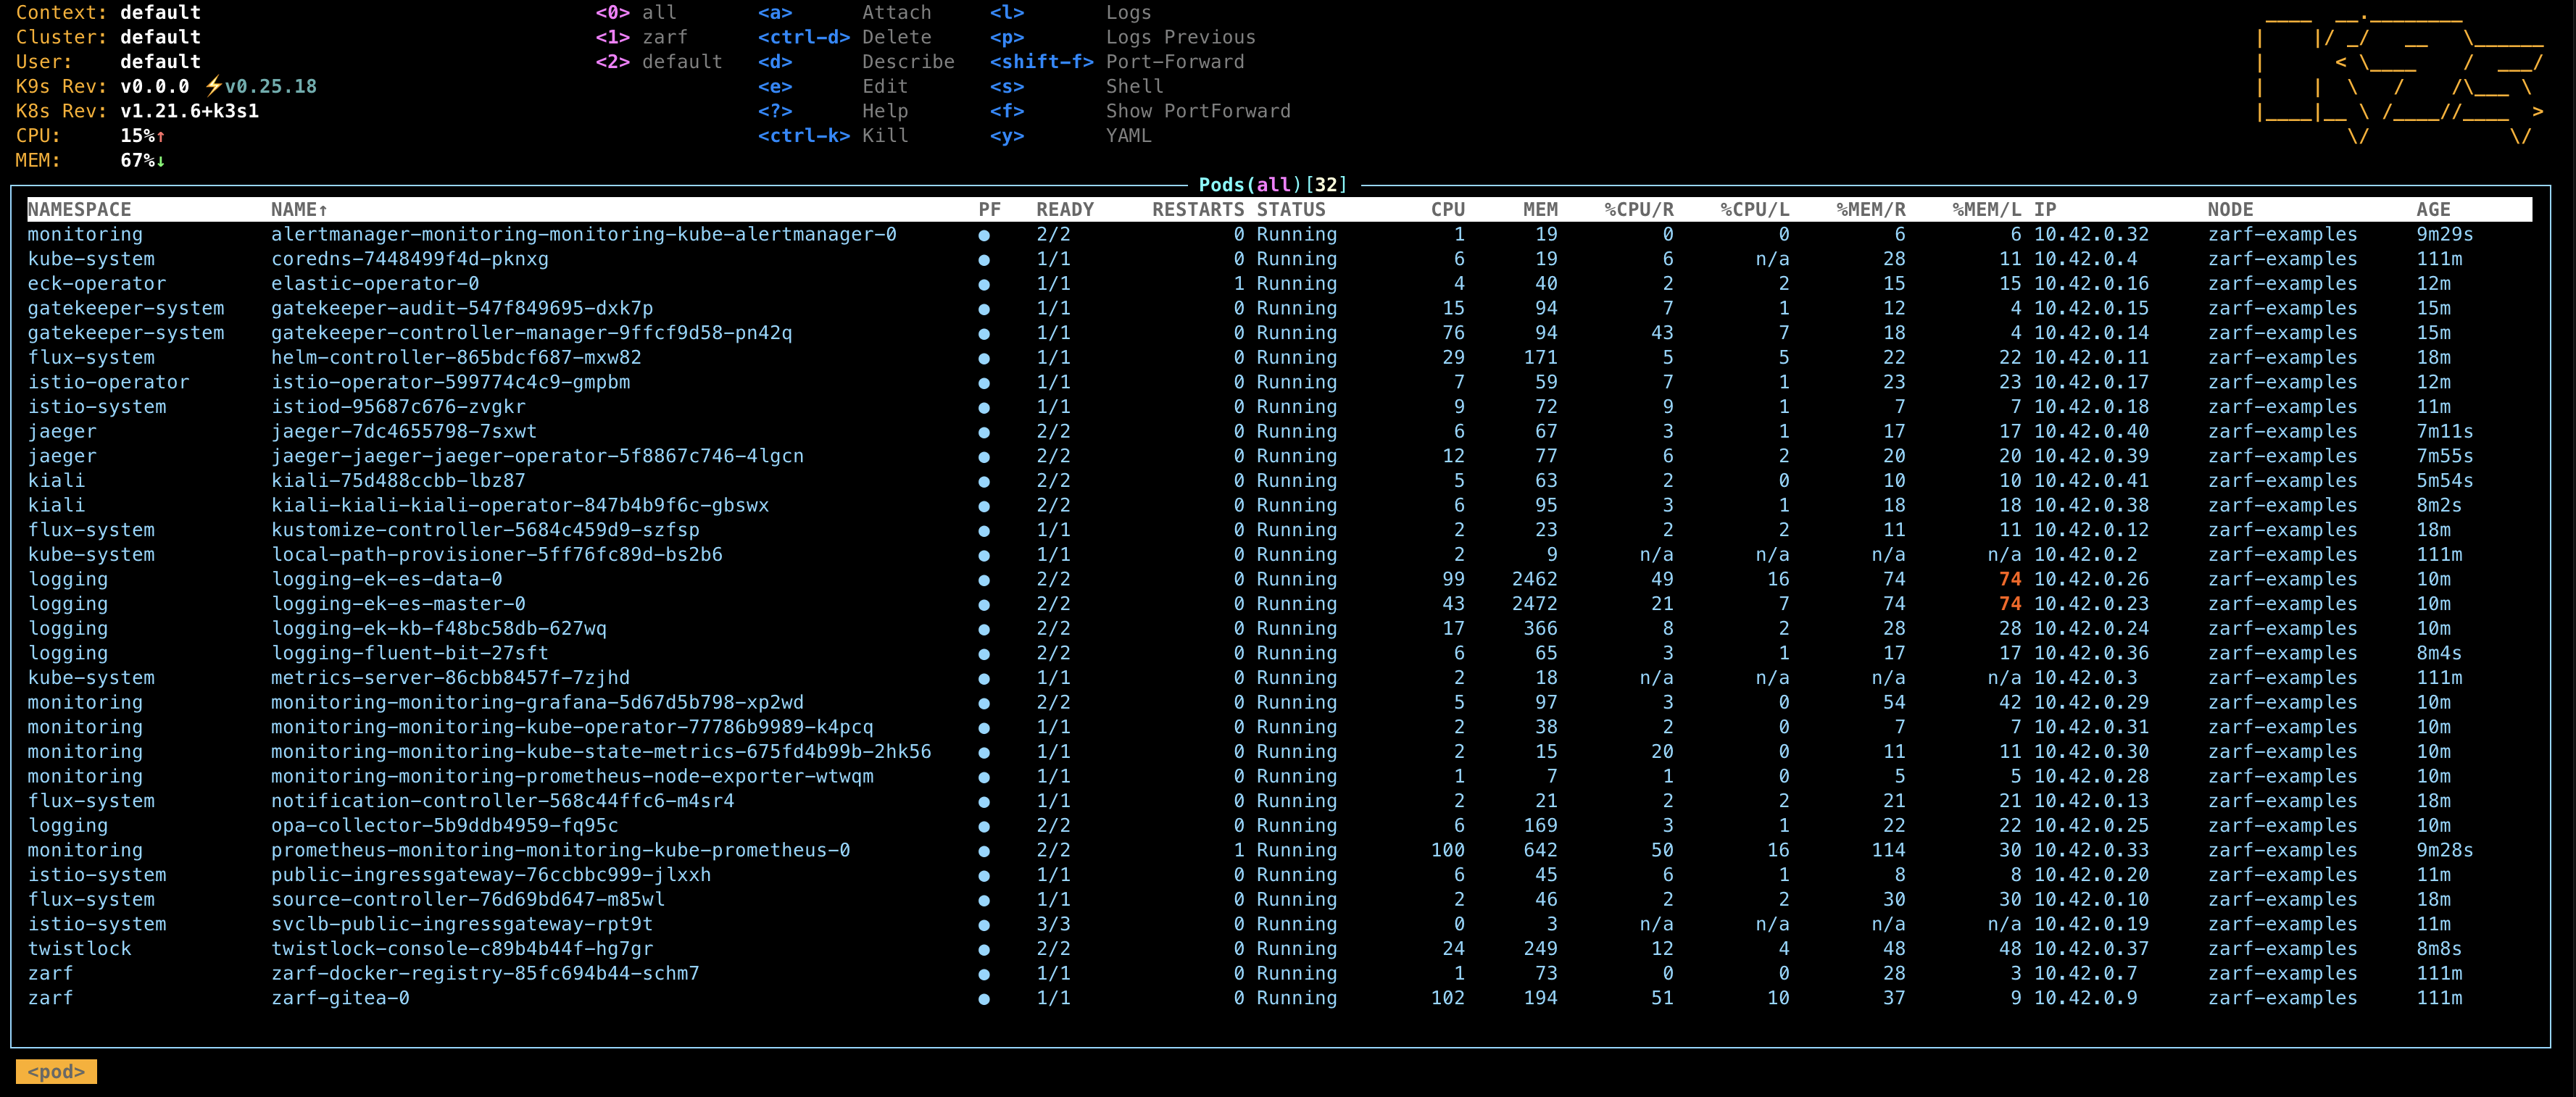 Context: default <0> all <a> Attach <l> Logs
Cluster: default <1> zarf <ctrl-d> Delete <p> Logs Previous
User: default <2> default <d> Describe <shift-f> Port-Forward
K9s Rev: v0.0.0 ⚡v0.25.18 <e> Edit <s> Shell
K8s Rev: v1.21.6+k3s1 <?> Help <f> Show PortForward
CPU: 15%↑ <ctrl-k> Kill <y> YAML
MEM: 67%↓
Pods(all)[32]
NAMESPACE NAME↑ PF READY RESTARTS STATUS CPU MEM %CPU/R %CPU/L %MEM/R %MEM/L IP NODE AGE
monitoring alertmanager-monitoring-monitoring-kube-alertmanager-0 ● 2/2 0 Running 1 19 0 0 6 6 10.42.0.32 zarf-examples 9m29s
kube-system coredns-7448499f4d-pknxg ● 1/1 0 Running 6 19 6 n/a 28 11 10.42.0.4 zarf-examples 111m
eck-operator elastic-operator-0 ● 1/1 1 Running 4 40 2 2 15 15 10.42.0.16 zarf-examples 12m
gatekeeper-system gatekeeper-audit-547f849695-dxk7p ● 1/1 0 Running 15 94 7 1 12 4 10.42.0.15 zarf-examples 15m
gatekeeper-system gatekeeper-controller-manager-9ffcf9d58-pn42q ● 1/1 0 Running 76 94 43 7 18 4 10.42.0.14 zarf-examples 15m
flux-system helm-controller-865bdcf687-mxw82 ● 1/1 0 Running 29 171 5 5 22 22 10.42.0.11 zarf-examples 18m
istio-operator istio-operator-599774c4c9-gmpbm ● 1/1 0 Running 7 59 7 1 23 23 10.42.0.17 zarf-examples 12m
istio-system istiod-95687c676-zvgkr ● 1/1 0 Running 9 72 9 1 7 7 10.42.0.18 zarf-examples 11m
jaeger jaeger-7dc4655798-7sxwt ● 2/2 0 Running 6 67 3 1 17 17 10.42.0.40 zarf-examples 7m11s
jaeger jaeger-jaeger-jaeger-operator-5f8867c746-4lgcn ● 2/2 0 Running 12 77 6 2 20 20 10.42.0.39 zarf-examples 7m55s
kiali kiali-75d488ccbb-lbz87 ● 2/2 0 Running 5 63 2 0 10 10 10.42.0.41 zarf-examples 5m54s
kiali kiali-kiali-kiali-operator-847b4b9f6c-gbswx ● 2/2 0 Running 6 95 3 1 18 18 10.42.0.38 zarf-examples 8m2s
flux-system kustomize-controller-5684c459d9-szfsp ● 1/1 0 Running 2 23 2 2 11 11 10.42.0.12 zarf-examples 18m
kube-system local-path-provisioner-5ff76fc89d-bs2b6 ● 1/1 0 Running 2 9 n/a n/a n/a n/a 10.42.0.2 zarf-examples 111m
logging logging-ek-es-data-0 ● 2/2 0 Running 99 2462 49 16 74 74 10.42.0.26 zarf-examples 10m
logging logging-ek-es-master-0 ● 2/2 0 Running 43 2472 21 7 74 74 10.42.0.23 zarf-examples 10m
logging logging-ek-kb-f48bc58db-627wq ● 2/2 0 Running 17 366 8 2 28 28 10.42.0.24 zarf-examples 10m
logging logging-fluent-bit-27sft ● 2/2 0 Running 6 65 3 1 17 17 10.42.0.36 zarf-examples 8m4s
kube-system metrics-server-86cbb8457f-7zjhd ● 1/1 0 Running 2 18 n/a n/a n/a n/a 10.42.0.3 zarf-examples 111m
monitoring monitoring-monitoring-grafana-5d67d5b798-xp2wd ● 2/2 0 Running 5 97 3 0 54 42 10.42.0.29 zarf-examples 10m
monitoring monitoring-monitoring-kube-operator-77786b9989-k4pcq ● 1/1 0 Running 2 38 2 0 7 7 10.42.0.31 zarf-examples 10m
monitoring monitoring-monitoring-kube-state-metrics-675fd4b99b-2hk56 ● 1/1 0 Running 2 15 20 0 11 11 10.42.0.30 zarf-examples 10m
monitoring monitoring-monitoring-prometheus-node-exporter-wtwqm ● 1/1 0 Running 1 7 1 0 5 5 10.42.0.28 zarf-examples 10m
flux-system notification-controller-568c44ffc6-m4sr4 ● 1/1 0 Running 2 21 2 2 21 21 10.42.0.13 zarf-examples 18m
logging opa-collector-5b9ddb4959-fq95c ● 2/2 0 Running 6 169 3 1 22 22 10.42.0.25 zarf-examples 10m
monitoring prometheus-monitoring-monitoring-kube-prometheus-0 ● 2/2 1 Running 100 642 50 16 114 30 10.42.0.33 zarf-examples 9m28s
istio-system public-ingressgateway-76ccbbc999-jlxxh ● 1/1 0 Running 6 45 6 1 8 8 10.42.0.20 zarf-examples 11m
flux-system source-controller-76d69bd647-m85wl ● 1/1 0 Running 2 46 2 2 30 30 10.42.0.10 zarf-examples 18m
istio-system svclb-public-ingressgateway-rpt9t ● 3/3 0 Running 0 3 n/a n/a n/a n/a 10.42.0.19 zarf-examples 11m
twistlock twistlock-console-c89b4b44f-hg7gr ● 2/2 0 Running 24 249 12 4 48 48 10.42.0.37 zarf-examples 8m8s
zarf zarf-docker-registry-85fc694b44-schm7 ● 1/1 0 Running 1 73 0 0 28 3 10.42.0.7 zarf-examples 111m
zarf zarf-gitea-0 ● 1/1 0 Running 102 194 51 10 37 9 10.42.0.9 zarf-examples 111m
<pod>